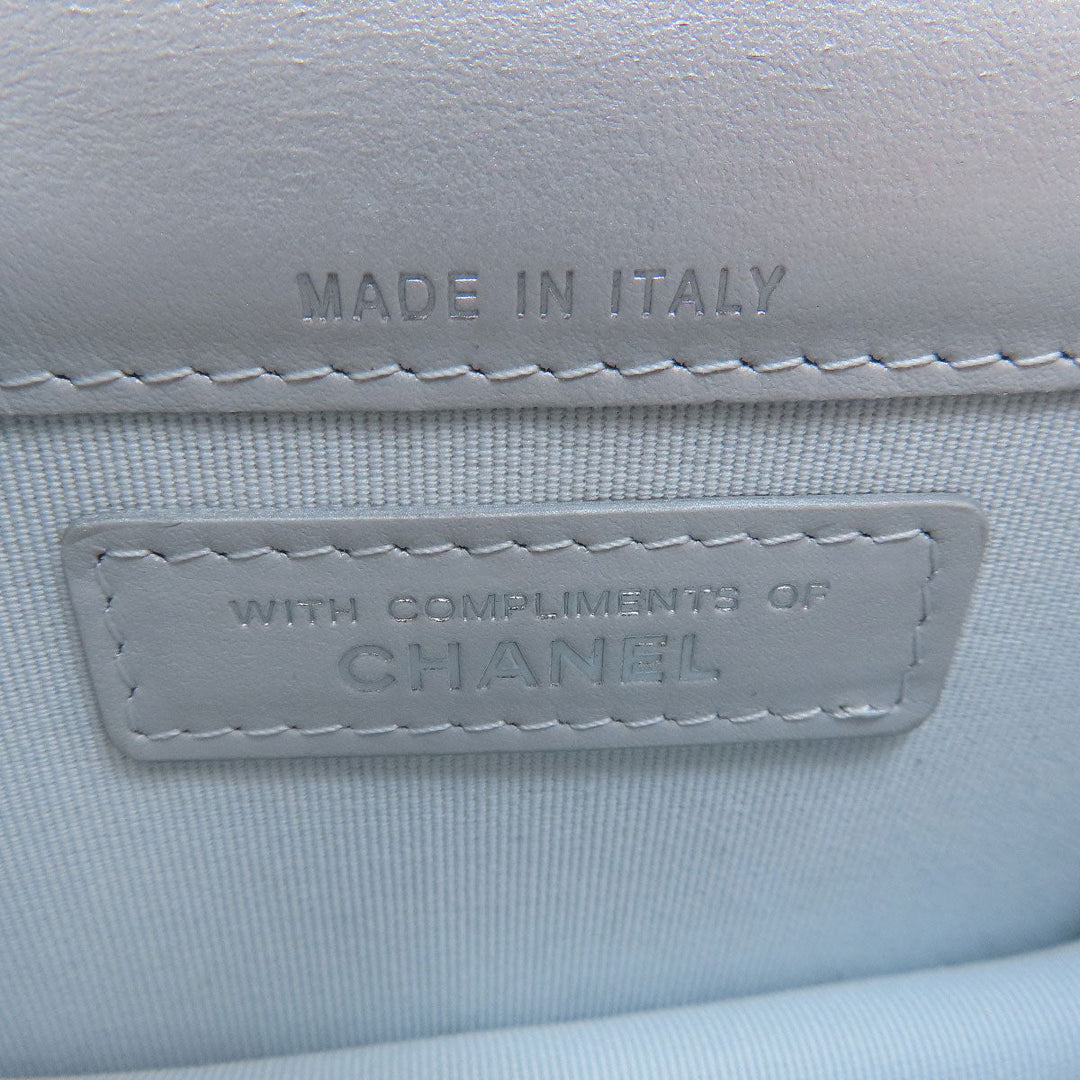 MADE IN ITALY
WITH COMPLIMENTS OF
CHANEL